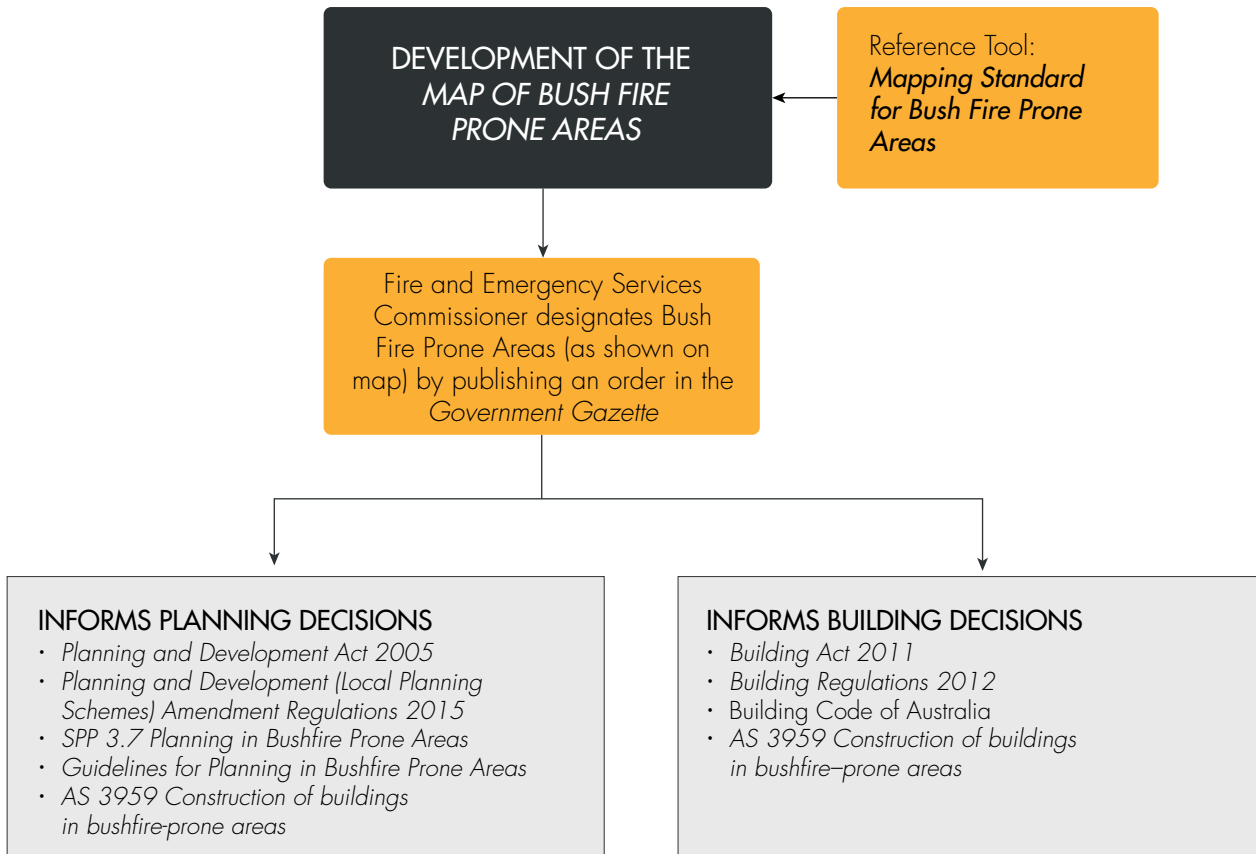 DEVELOPMENT OF THE
MAP OF BUSH FIRE
PRONE AREAS
Reference Tool:
Mapping Standard
for Bush Fire Prone
Areas
Fire and Emergency Services
Commissioner designates Bush
Fire Prone Areas (as shown on
map) by publishing an order in the
Government Gazette
INFORMS PLANNING DECISIONS
• Planning and Development Act 2005
• Planning and Development (Local Planning
Schemes) Amendment Regulations 2015
• SPP 3.7 Planning in Bushfire Prone Areas
• Guidelines for Planning in Bushfire Prone Areas
• AS 3959 Construction of buildings
in bushfire-prone areas
INFORMS BUILDING DECISIONS
• Building Act 2011
• Building Regulations 2012
• Building Code of Australia
• AS 3959 Construction of buildings
in bushfire–prone areas